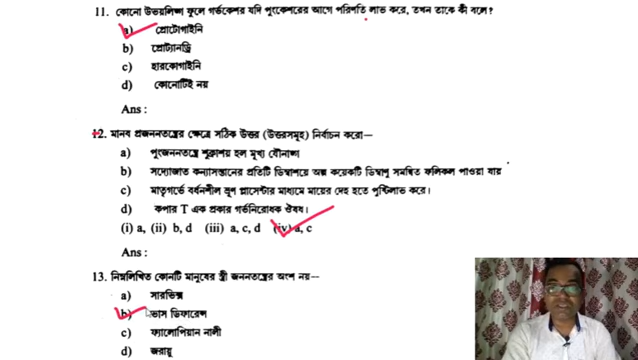 11. কোনো উভয়লিঙ্গ ফুলে গর্ভকেশর যদি পুংকেশরের আগে পরিণতি লাভ করে, তখন তাকে কী বলে?
a) প্রোটোগাইনি
b) প্রোট্যানড্রি
c) হারকোগাইনি
d) কোনোটিই নয়
Ans :
12. মানব প্রজননতন্ত্রের ক্ষেত্রে সঠিক উত্তর (উত্তরসমূহ) নির্বাচন করো—
a) পুংজননতন্ত্রে শুক্রাশয় হল মুখ্য যৌনাঙ্গ
b) সদ্যোজাত কন্যাসন্তানের প্রতিটি ডিম্বাশয়ে অল্প কয়েকটি ডিম্বাণু সমন্বিত ফলিকল পাওয়া যায়
c) মাতৃগর্ভে বর্ধনশীল ভ্রূণ প্লাসেন্টার মাধ্যমে মায়ের দেহ হতে পুষ্টিলাভ করে।
d) কপার T এক প্রকার গর্ভনিরোধক ঔষধ।
(i) a, (ii) b, d (iii) a, c, d (iv) a, c
Ans :
13. নিম্নলিখিত কোনটি মানুষের স্ত্রী জননতন্ত্রের অংশ নয়—
a) সারভিক্স
b) ভাস ডিফারেন্স
c) ফ্যালোপিয়ান নালী
d) জরায়ু